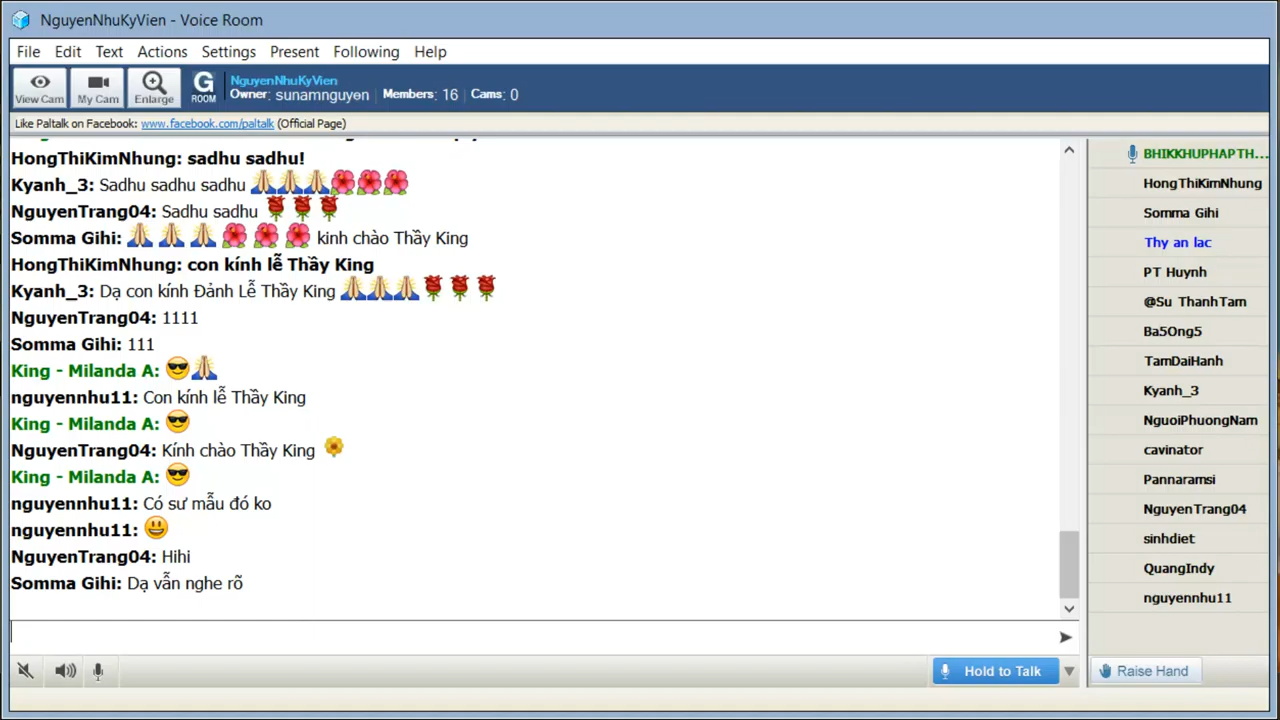 NguyenNhuKyVien - Voice Room
File Edit Text Actions Settings Present Following Help
View Cam
My Cam
Enlarge
G ROOM
NguyenNhuKyVien
Owner: sunamnguyen Members: 16 Cams: 0
Like Paltalk on Facebook: www.facebook.com/paltalk (Official Page)
HongThiKimNhung: sadhu sadhu!
Kyanh_3: Sadhu sadhu sadhu 🙏🙏🙏🌺🌺🌺
NguyenTrang04: Sadhu sadhu 🌹🌹🌹
Somma Gihi: 🙏 🙏 🙏 🌺 🌺 🌺 kinh chào Thầy King
HongThiKimNhung: con kính lễ Thầy King
Kyanh_3: Dạ con kính Đảnh Lễ Thầy King 🙏🙏🙏🌹🌹🌹
NguyenTrang04: 1111
Somma Gihi: 111
King - Milanda A: 😎🙏
nguyennhu11: Con kính lễ Thầy King
King - Milanda A: 😎
NguyenTrang04: Kính chào Thầy King 🌼
King - Milanda A: 😎
nguyennhu11: Có sư mẫu đó ko
nguyennhu11: 😃
NguyenTrang04: Hihi
Somma Gihi: Dạ vẫn nghe rõ
Hold to Talk
BHIKKHUPHAPTH...
HongThiKimNhung
Somma Gihi
Thy an lac
PT Huynh
@Su ThanhTam
Ba5Ong5
TamDaiHanh
Kyanh_3
NguoiPhuongNam
cavinator
Pannaramsi
NguyenTrang04
sinhdiet
QuangIndy
nguyennhu11
Raise Hand